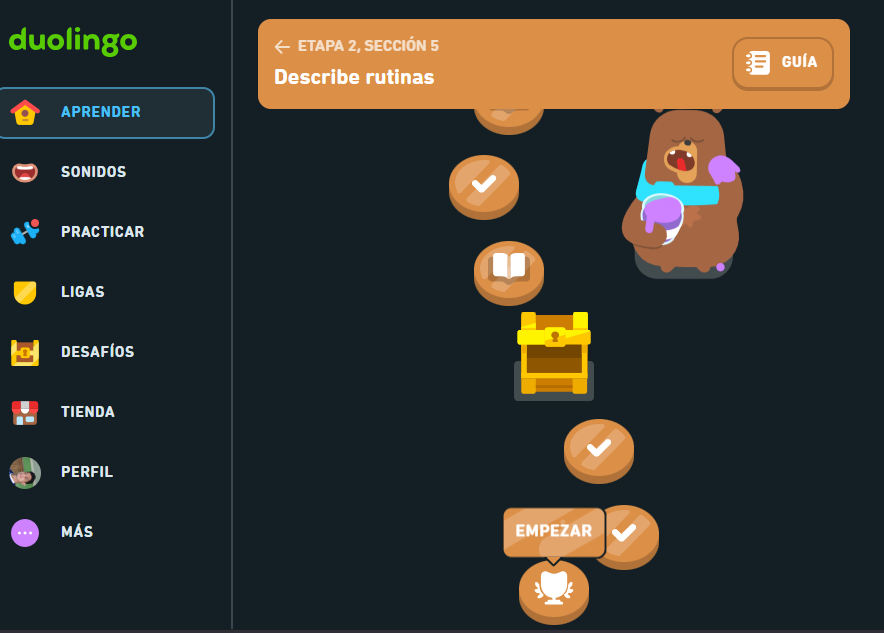 duolingo
APRENDER
SONIDOS
PRACTICAR
LIGAS
DESAFÍOS
TIENDA
PERFIL
MÁS
ETAPA 2, SECCIÓN 5
Describe rutinas
GUÍA
EMPEZAR